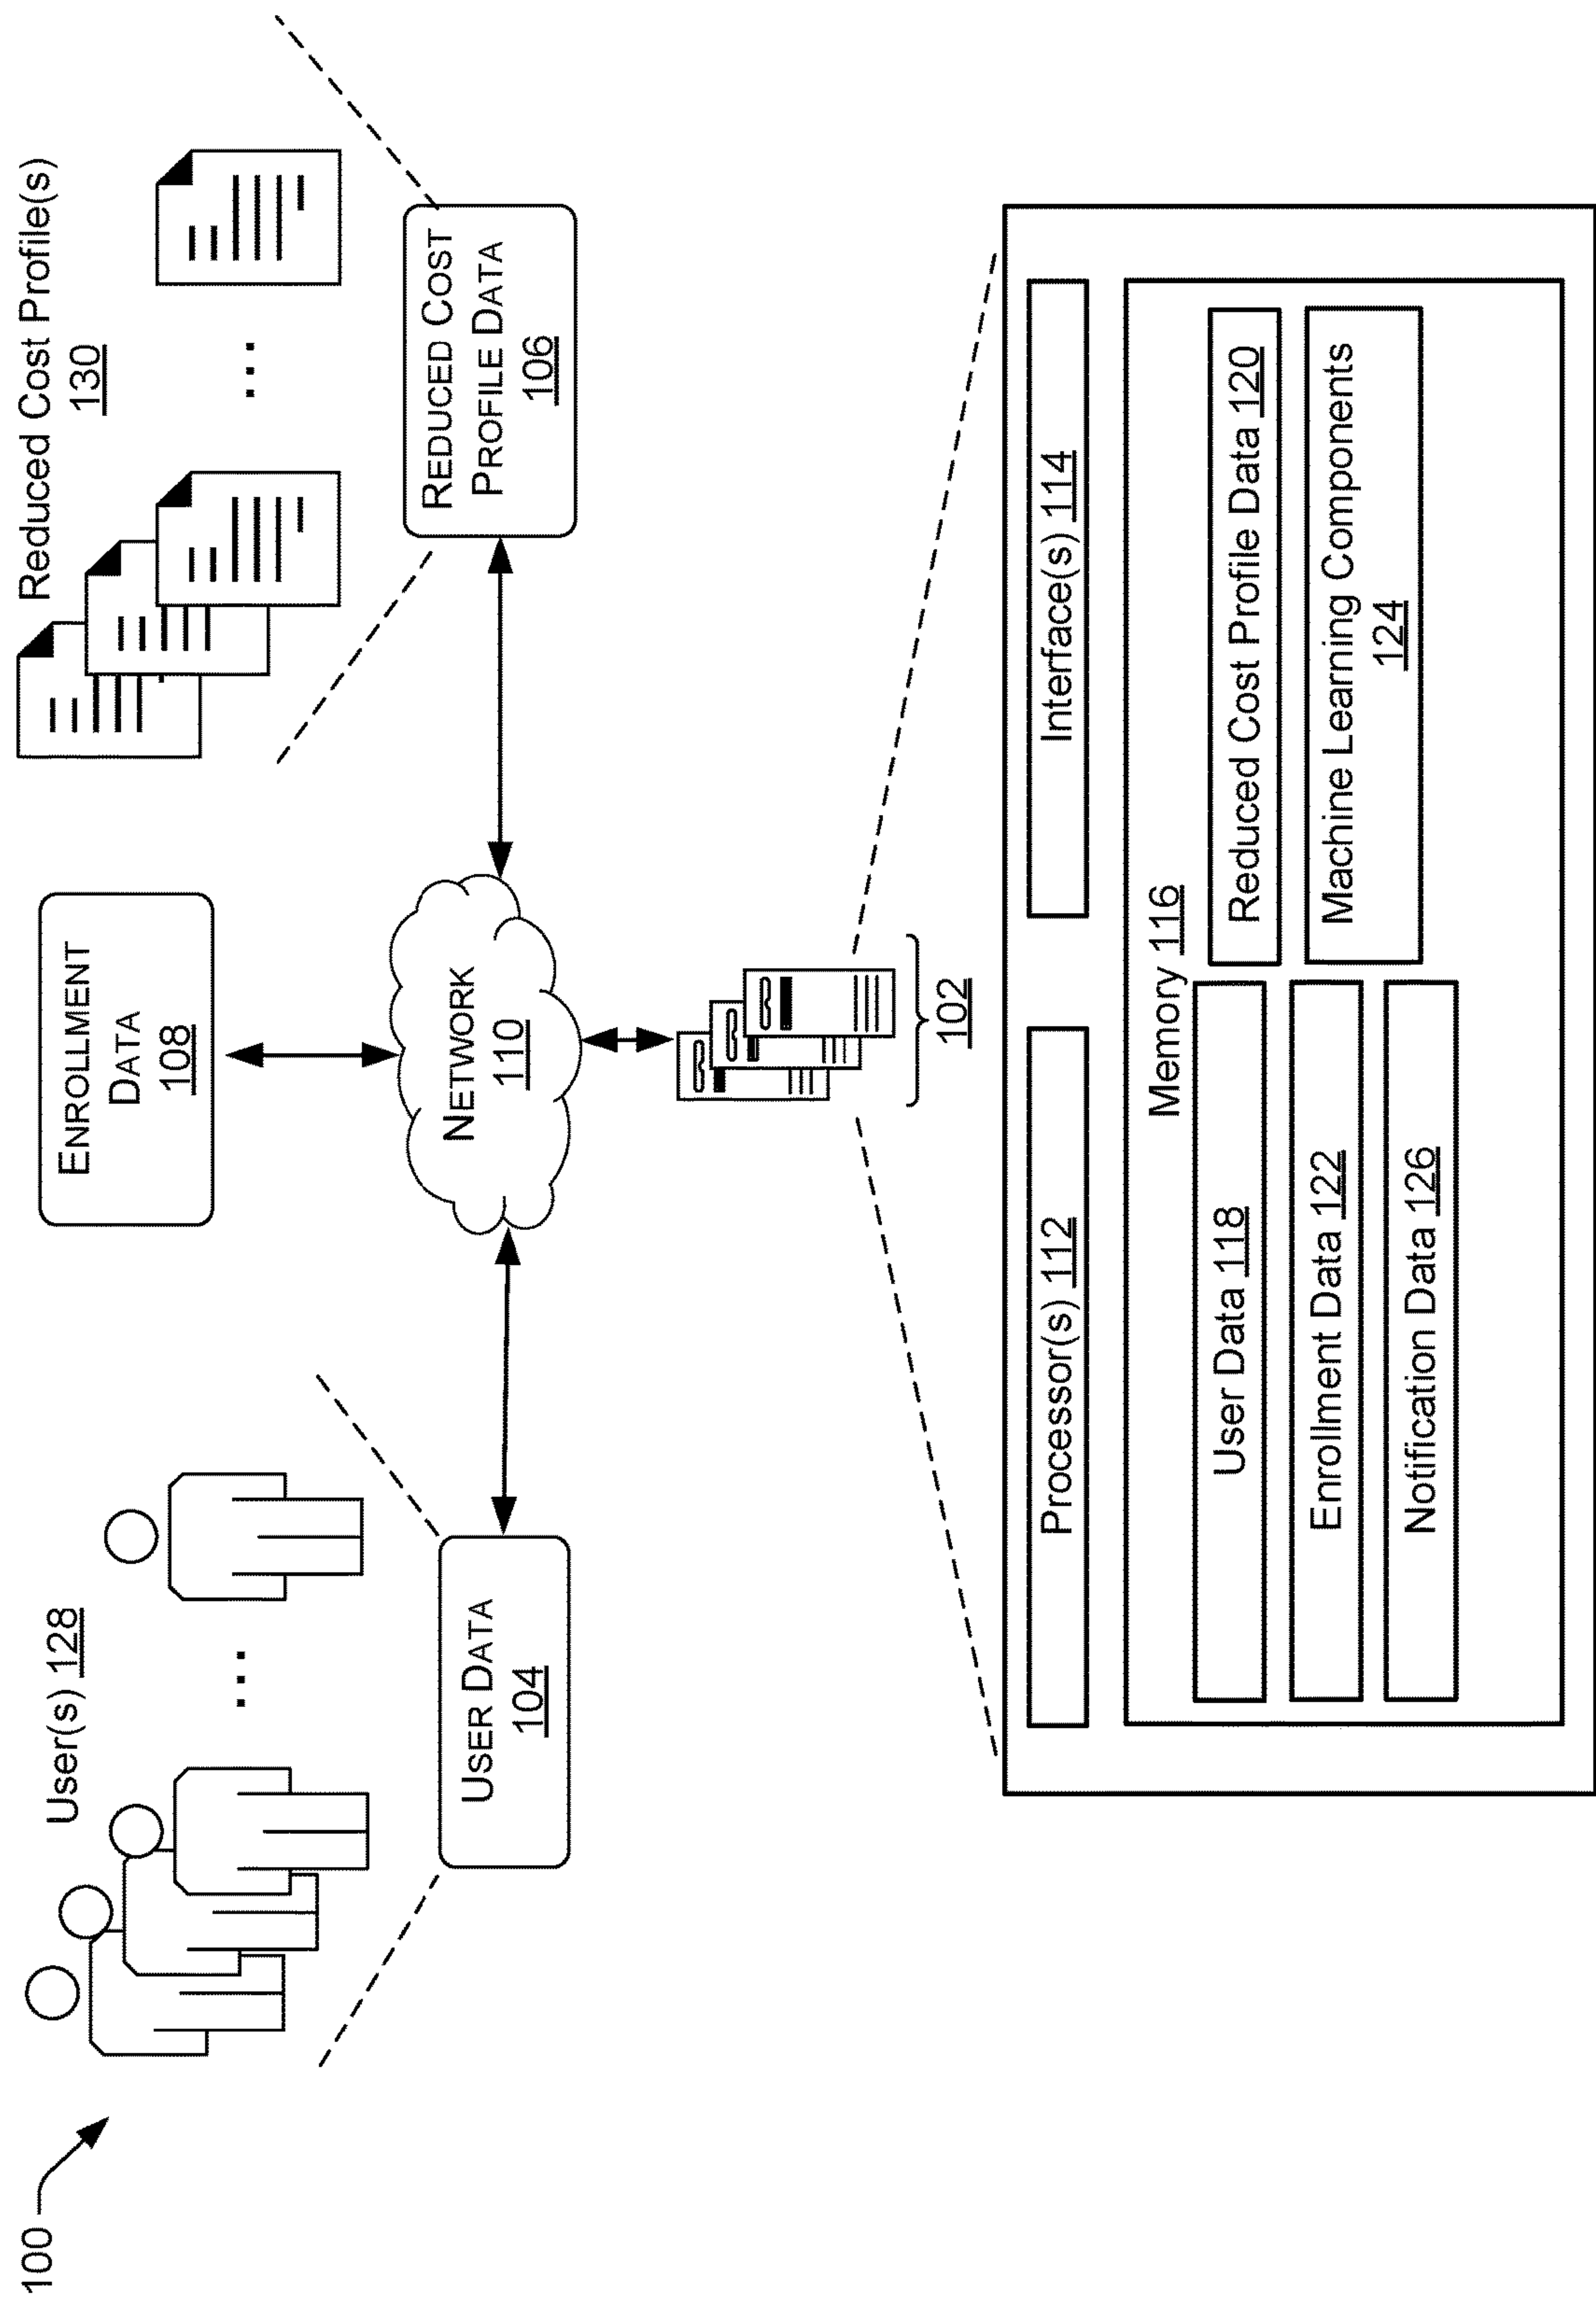 100
User(s) 128
...
Reduced Cost Profile(s)
130
...
ENROLLMENT
DATA
108
USER DATA
104
NETWORK
110
REDUCED COST
PROFILE DATA
106
102
Processor(s) 112
Interface(s) 114
Memory 116
User Data 118
Reduced Cost Profile Data 120
Enrollment Data 122
Machine Learning Components
124
Notification Data 126